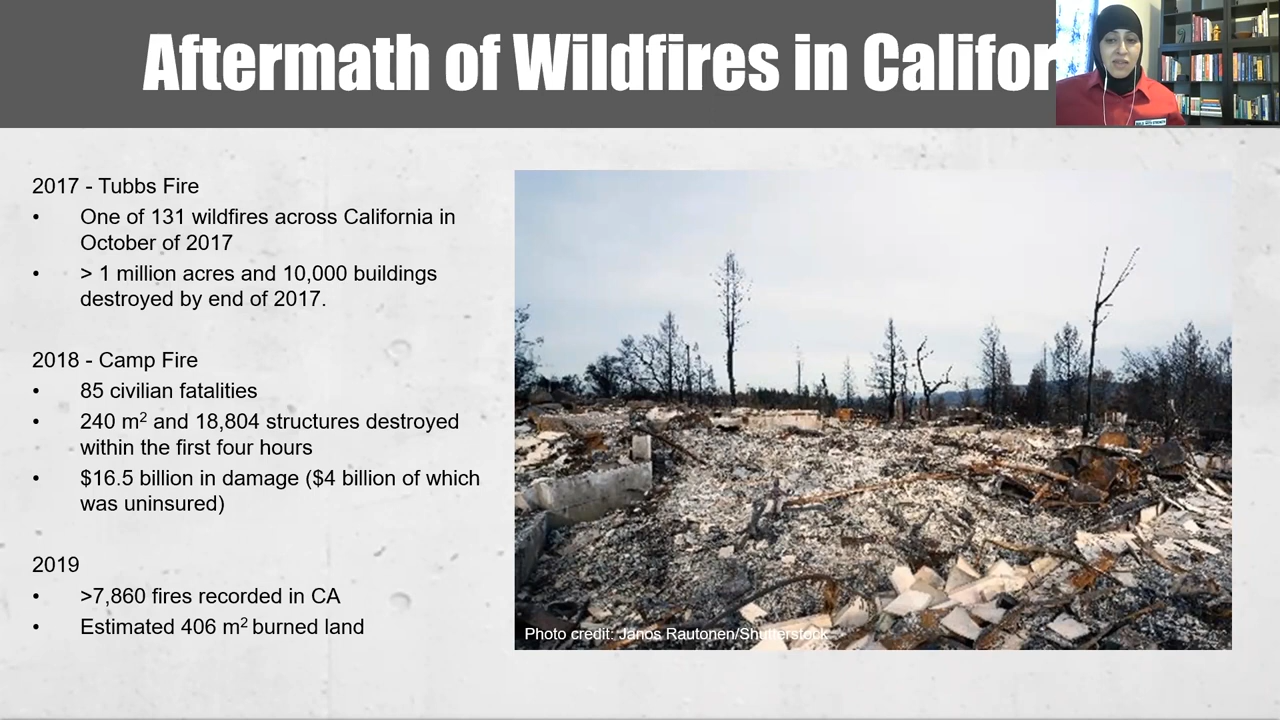 Aftermath of Wildfires in Califor
2017 - Tubbs Fire
• One of 131 wildfires across California in
October of 2017
• > 1 million acres and 10,000 buildings
destroyed by end of 2017.
2018 - Camp Fire
• 85 civilian fatalities
• 240 m² and 18,804 structures destroyed
within the first four hours
• $16.5 billion in damage ($4 billion of which
was uninsured)
2019
• >7,860 fires recorded in CA
• Estimated 406 m² burned land
Photo credit: Janos Rautonen/Shutterstock